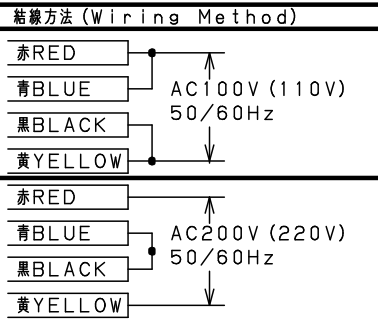 結線方法 (Wiring Method)
赤RED
青BLUE
黒BLACK
黄YELLOW
AC100V (110V)
50/60Hz
赤RED
青BLUE
黒BLACK
黄YELLOW
AC200V (220V)
50/60Hz